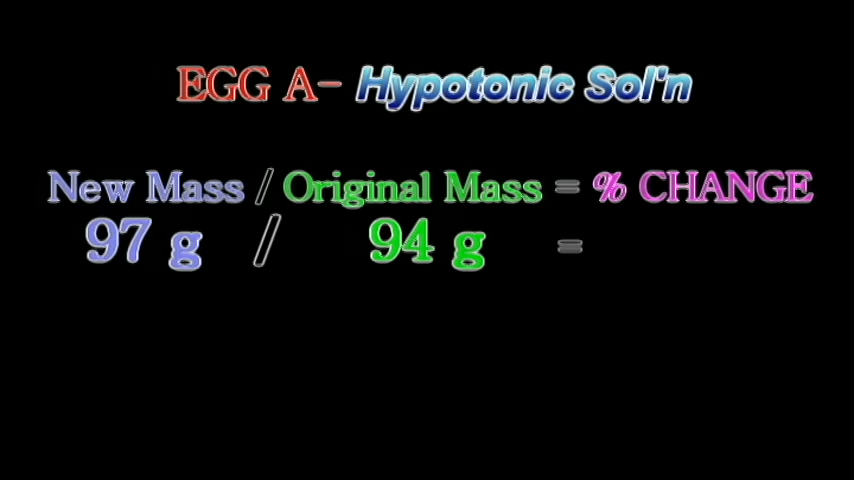 EGG A- Hypotonic Sol'n
New Mass / Original Mass = % CHANGE
97 g / 94 g =